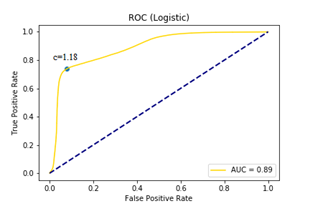 ROC (Logistic)
1.0
0.8
0.6
0.4
0.2
0.0
True Positive Rate
c=1.18
AUC = 0.89
0.0 0.2 0.4 0.6 0.8 1.0
False Positive Rate